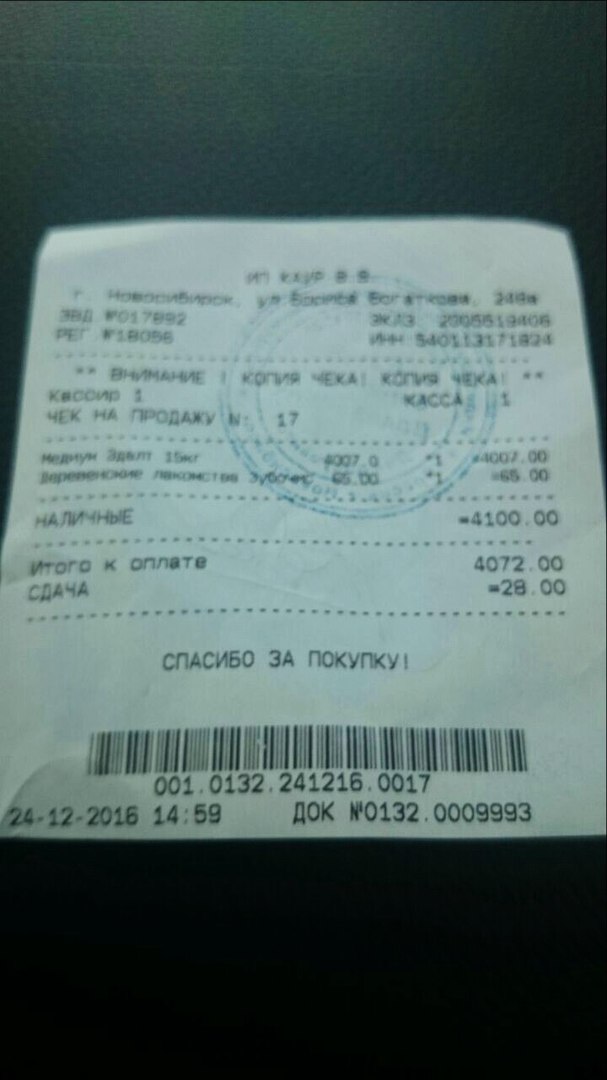 ИП КХУР В.В.
г. Новосибирск, ул Бориса Богаткова, 248а
ЗВД №017892 ЭКЛЗ 2005519406
РЕГ №18056 ИНН 540113171824
** ВНИМАНИЕ ! КОПИЯ ЧЕКА! КОПИЯ ЧЕКА! **
Кассир 1 КАССА 1
ЧЕК НА ПРОДАЖУ N: 17
Медиум Эдалт 15кг 4007.0 *1 =4007.00
Деревенские лакомства Зубочис 65.00 *1 =65.00
НАЛИЧНЫЕ =4100.00
Итого к оплате 4072.00
СДАЧА =28.00
СПАСИБО ЗА ПОКУПКУ!
001.0132.241216.0017
24-12-2016 14:59 ДОК №0132.0009993